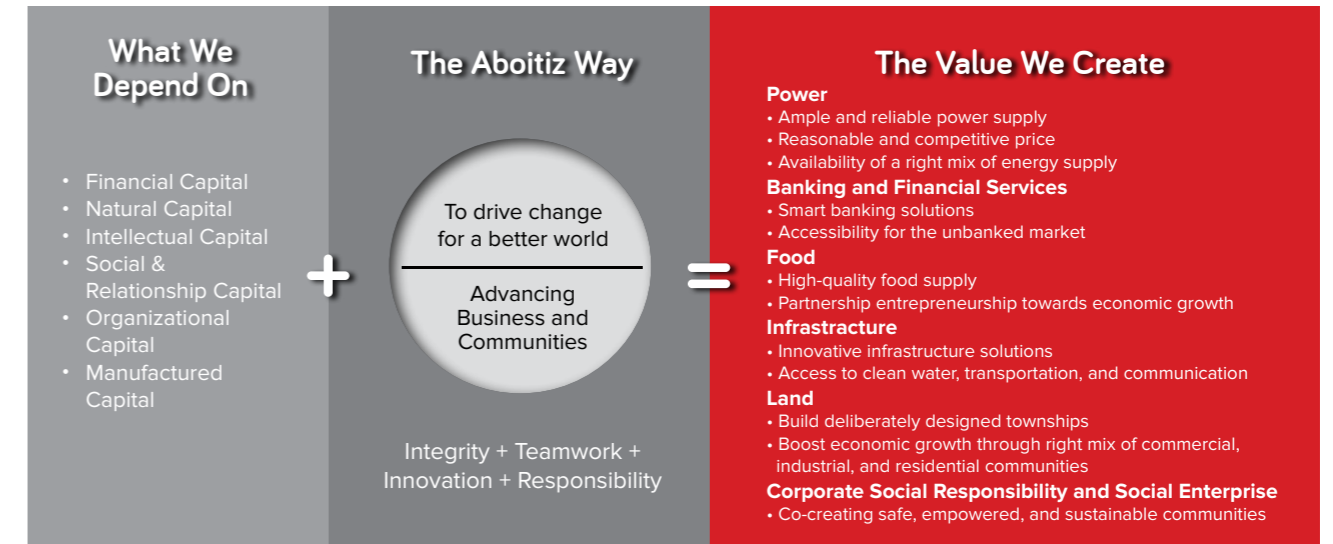 What We
Depend On
• Financial Capital
• Natural Capital
• Intellectual Capital
• Social &
Relationship Capital
• Organizational
Capital
• Manufactured
Capital
+
The Aboitiz Way
To drive change
for a better world
Advancing
Business and
Communities
Integrity + Teamwork +
Innovation + Responsibility
=
The Value We Create
Power
• Ample and reliable power supply
• Reasonable and competitive price
• Availability of a right mix of energy supply
Banking and Financial Services
• Smart banking solutions
• Accessibility for the unbanked market
Food
• High-quality food supply
• Partnership entrepreneurship towards economic growth
Infrastracture
• Innovative infrastructure solutions
• Access to clean water, transportation, and communication
Land
• Build deliberately designed townships
• Boost economic growth through right mix of commercial,
industrial, and residential communities
Corporate Social Responsibility and Social Enterprise
• Co-creating safe, empowered, and sustainable communities